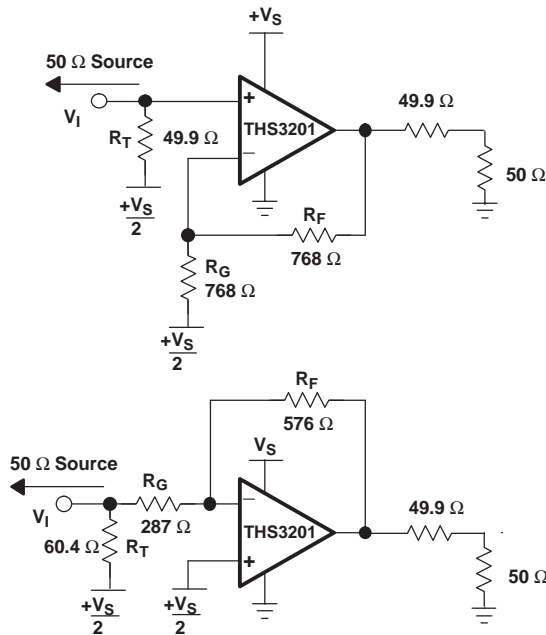 +VS
50 Ω Source
+
49.9 Ω
VI
THS3201
RT
49.9 Ω
−
50 Ω
+VS
2
RF
768 Ω
RG
768 Ω
+VS
2
RF
576 Ω
VS
50 Ω Source
RG
−
49.9 Ω
VI
287 Ω
THS3201
60.4 Ω
RT
+
50 Ω
+VS
2
+VS
2